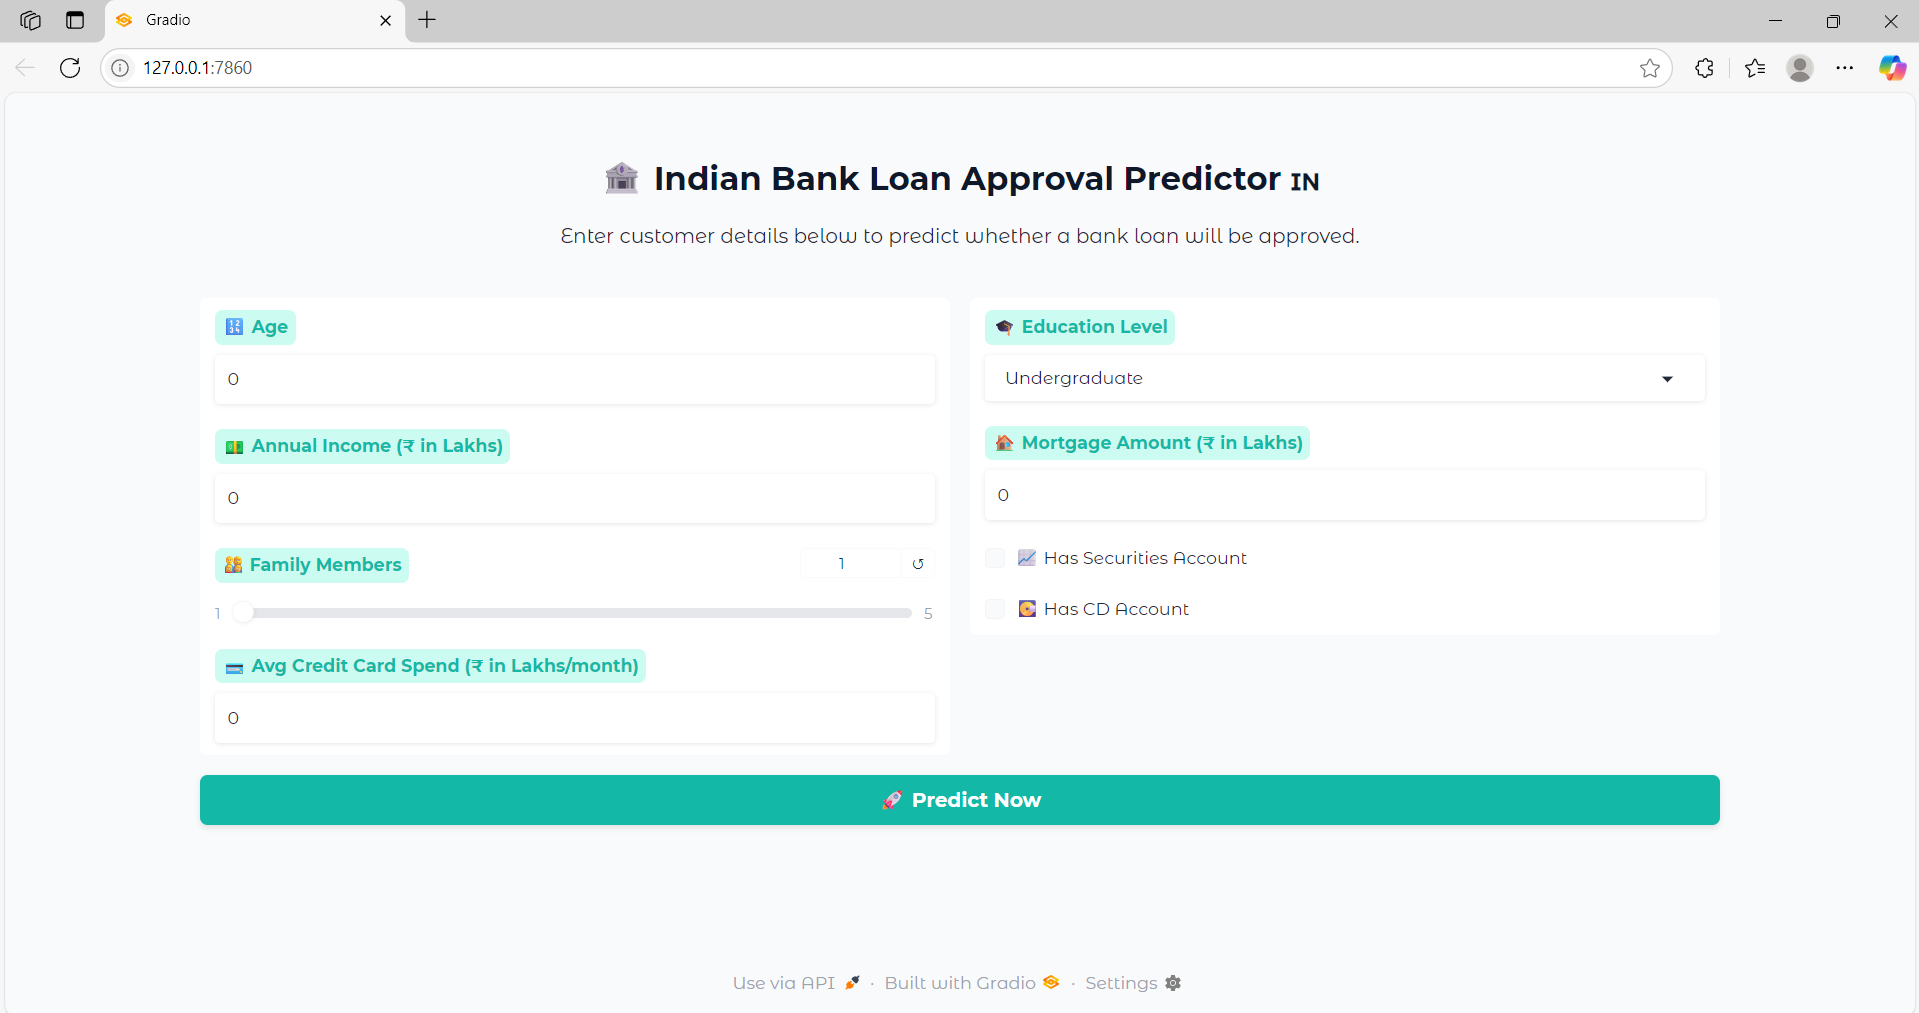 Gradio
127.0.0.1:7860
🏦 Indian Bank Loan Approval Predictor IN
Enter customer details below to predict whether a bank loan will be approved.
🔢 Age
0
💵 Annual Income (₹ in Lakhs)
0
👨‍👩‍👧‍👦 Family Members
1
↺
1
5
💳 Avg Credit Card Spend (₹ in Lakhs/month)
0
🎓 Education Level
Undergraduate
🏠 Mortgage Amount (₹ in Lakhs)
0
📈 Has Securities Account
💽 Has CD Account
🚀 Predict Now
Use via API 🚀 · Built with Gradio · Settings ⚙️